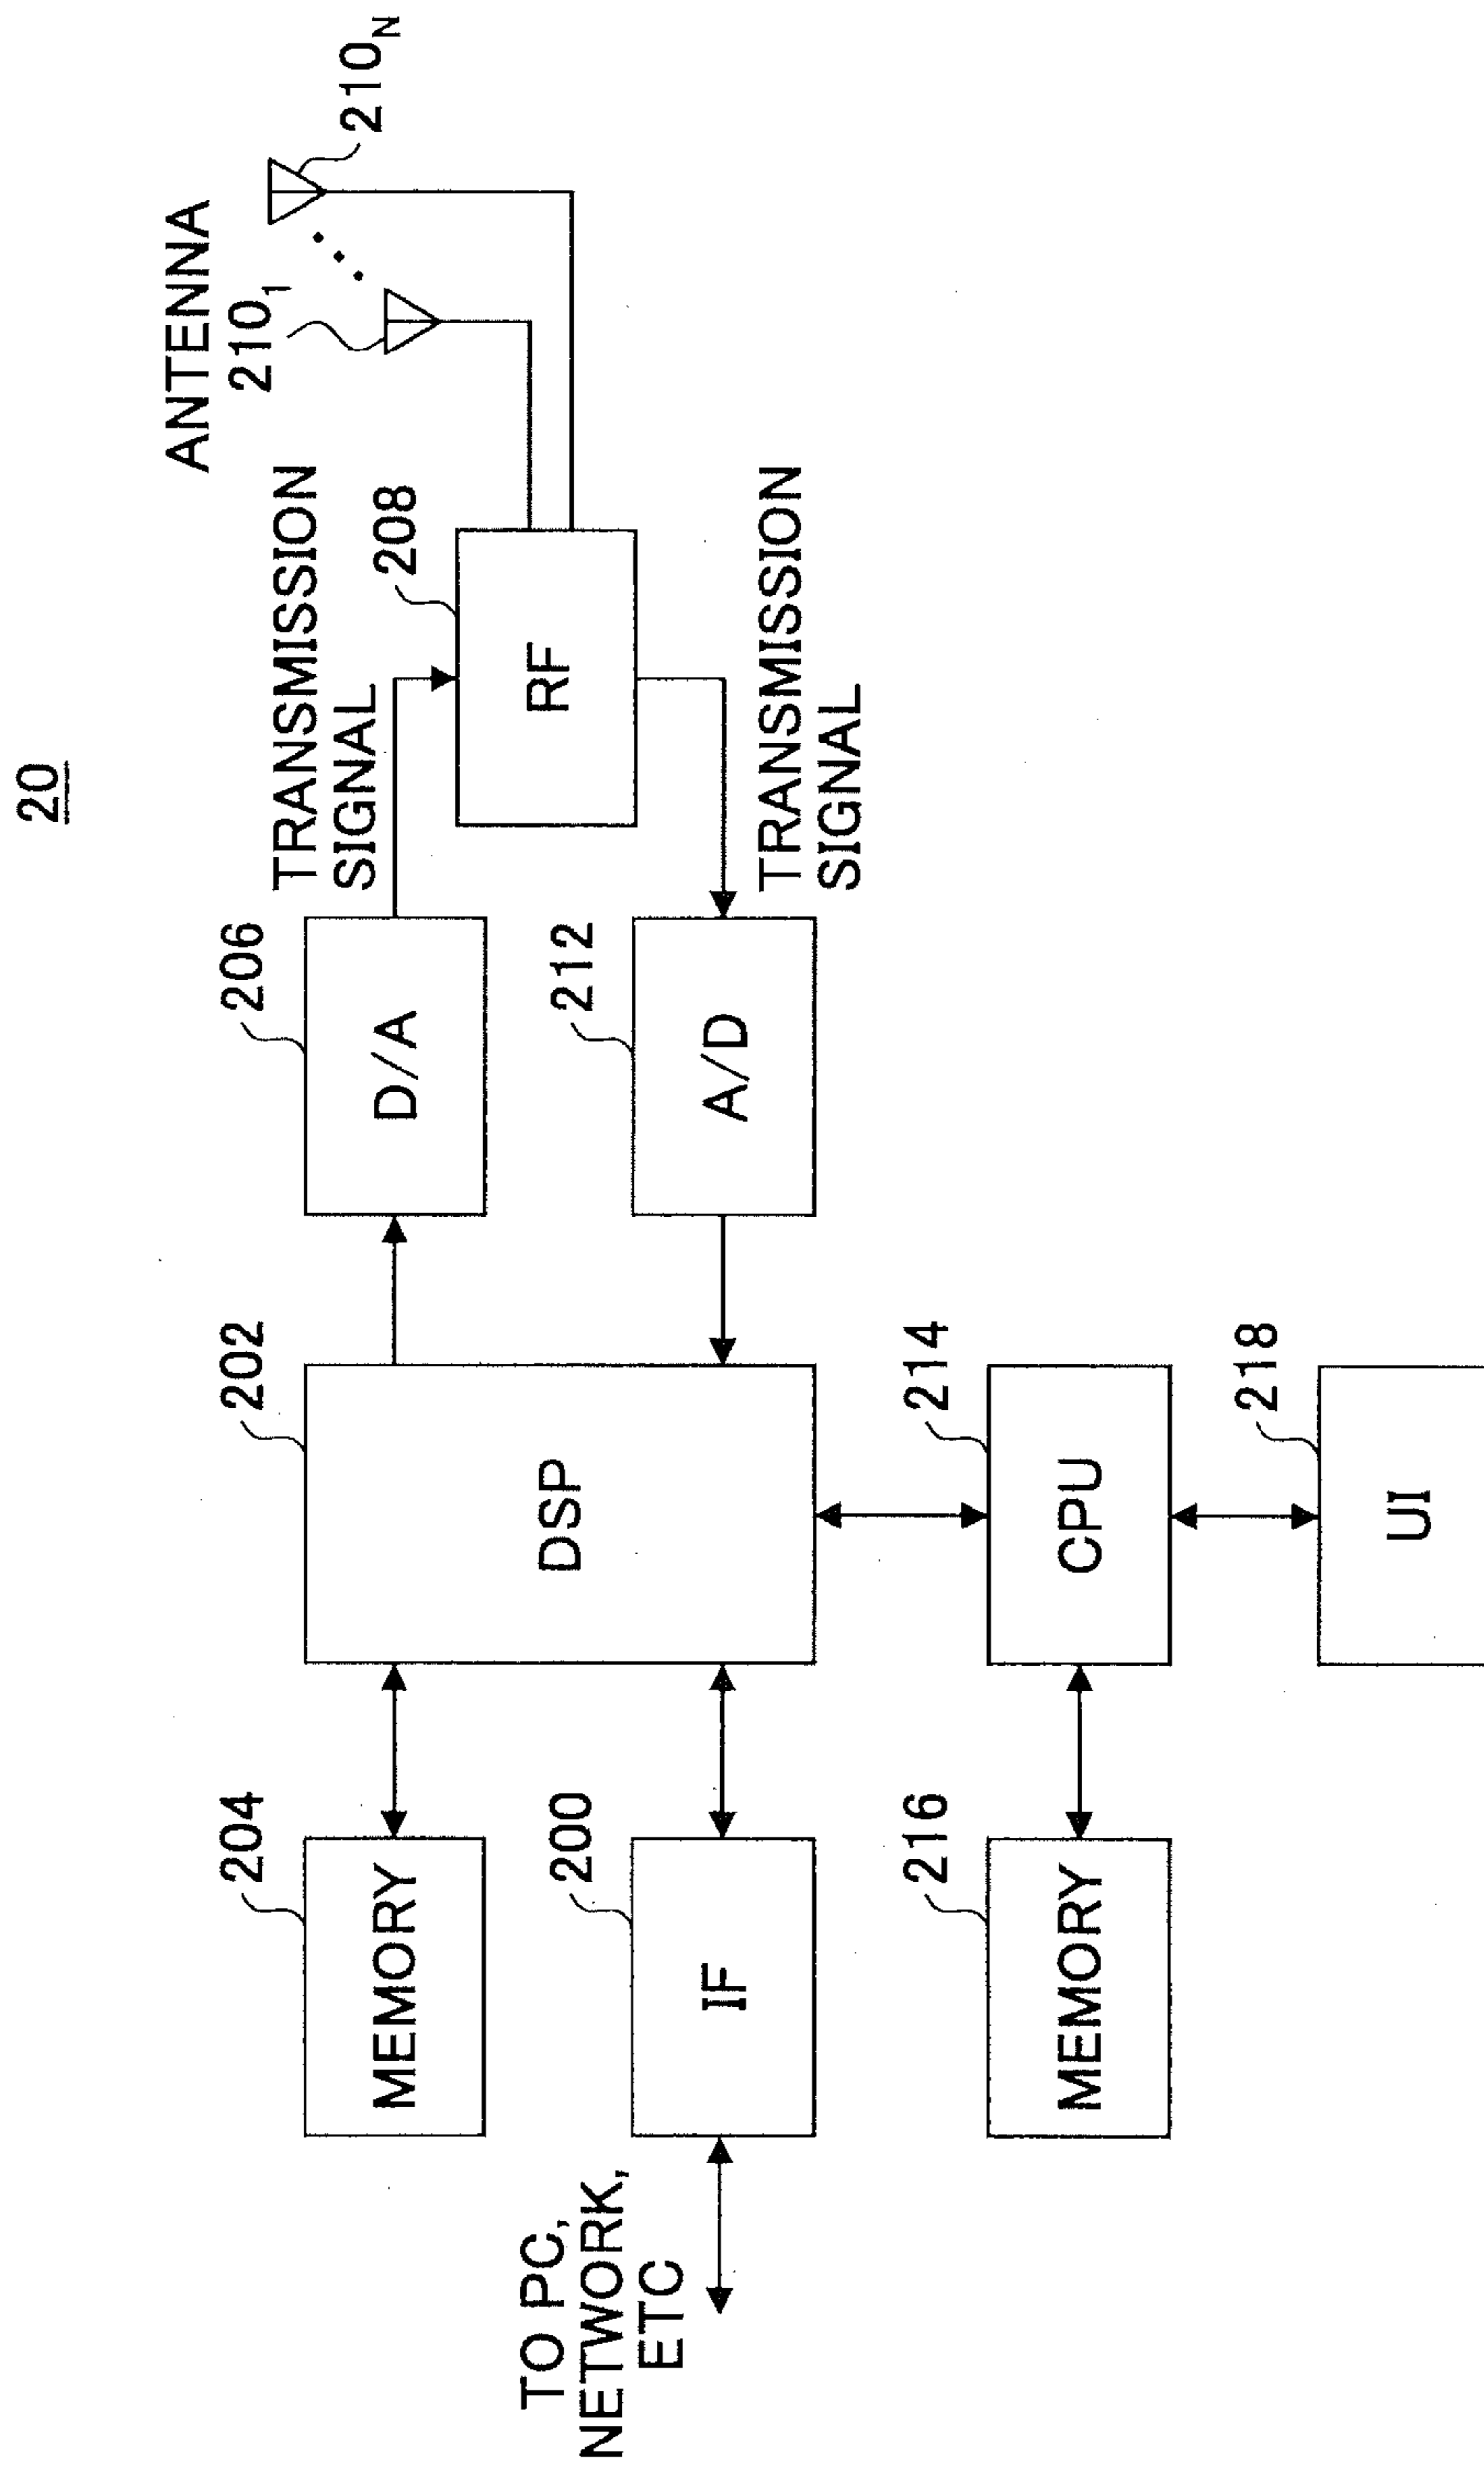 20
ANTENNA
210₁
210N
TRANSMISSION
SIGNAL
204
MEMORY
202
DSP
206
D/A
208
RF
TO PC,
NETWORK,
ETC
200
IF
212
A/D
TRANSMISSION
SIGNAL
216
MEMORY
214
CPU
218
UI